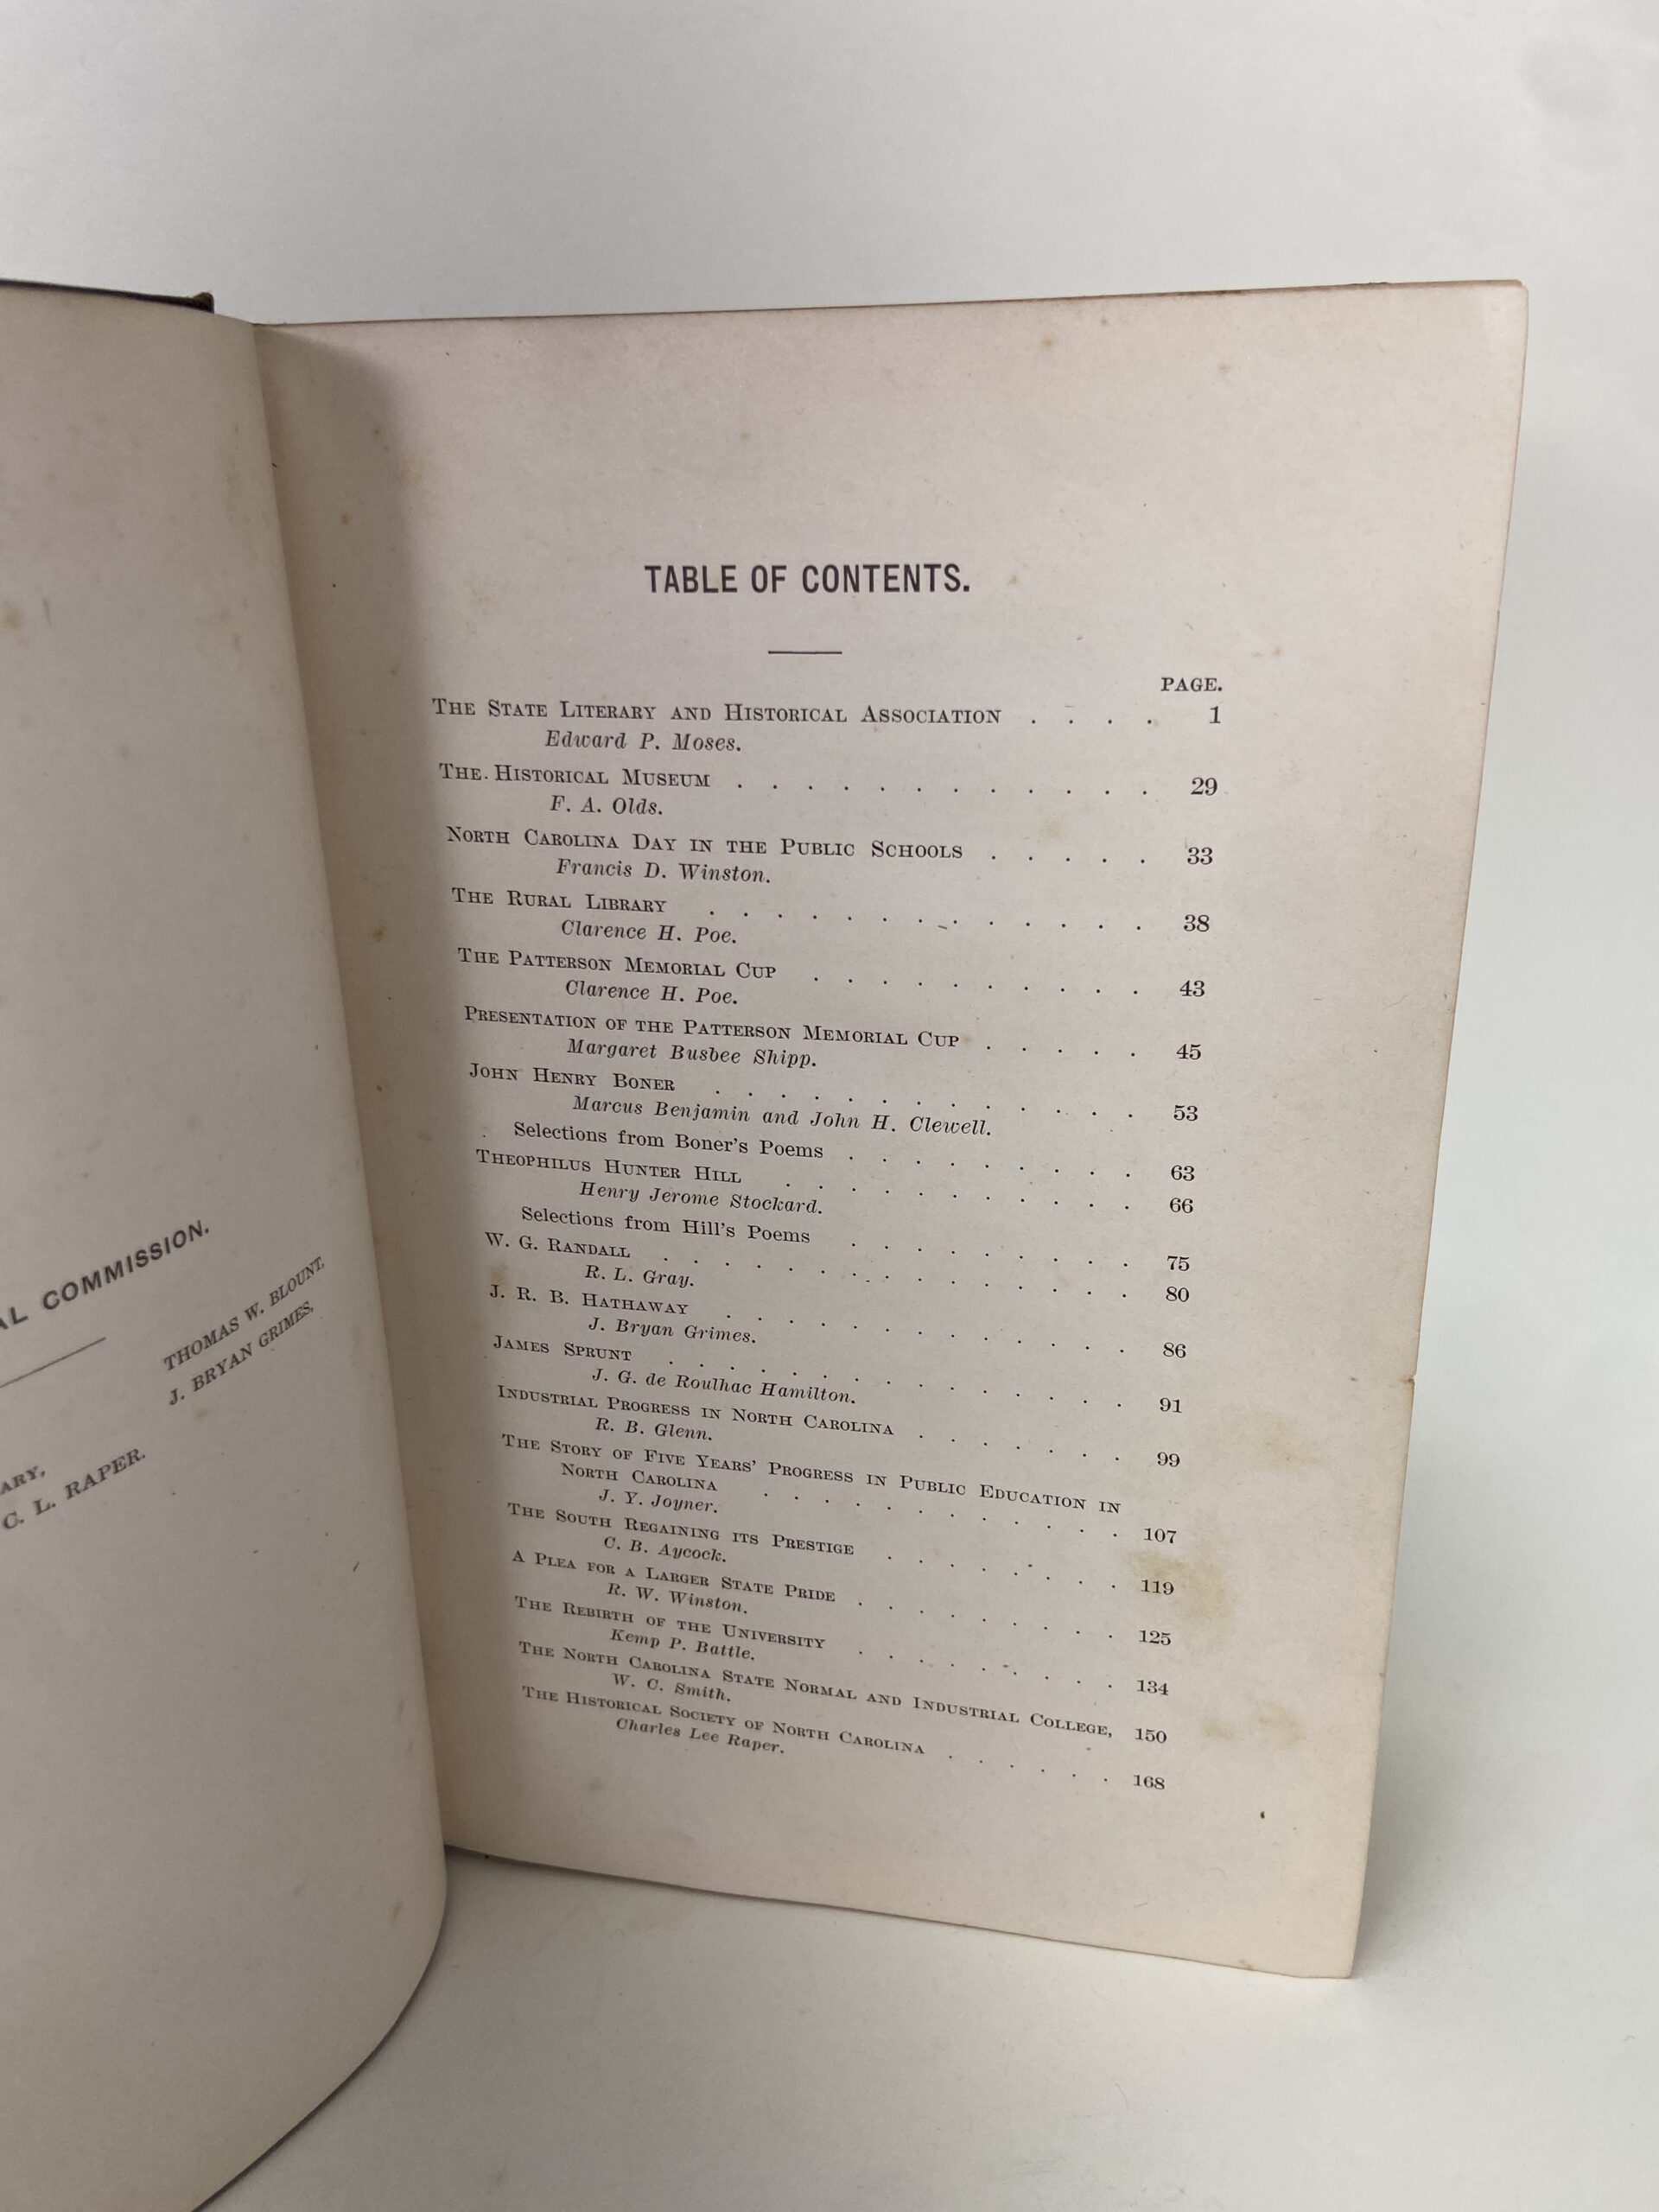 AL COMMISSION.
THOMAS W. BLOUNT,
J. BRYAN GRIMES,
ARY,
C. L. RAPER.
TABLE OF CONTENTS.
PAGE.
THE STATE LITERARY AND HISTORICAL ASSOCIATION . . . . 1
Edward P. Moses.
THE HISTORICAL MUSEUM . . . . . . . . . . . . 29
F. A. Olds.
NORTH CAROLINA DAY IN THE PUBLIC SCHOOLS . . . . . 33
Francis D. Winston.
THE RURAL LIBRARY . . . . . . . . . . . . . 38
Clarence H. Poe.
THE PATTERSON MEMORIAL CUP . . . . . . . . . . 43
Clarence H. Poe.
PRESENTATION OF THE PATTERSON MEMORIAL CUP . . . . . 45
Margaret Busbee Shipp.
JOHN HENRY BONER . . . . . . . . . . . . . 53
Marcus Benjamin and John H. Clewell.
Selections from Boner's Poems . . . . . . . . . 63
THEOPHILUS HUNTER HILL . . . . . . . . . . . 66
Henry Jerome Stockard.
Selections from Hill's Poems . . . . . . . . . 75
W. G. RANDALL . . . . . . . . . . . . . . 80
R. L. Gray.
J. R. B. HATHAWAY . . . . . . . . . . . . . 86
J. Bryan Grimes.
JAMES SPRUNT . . . . . . . . . . . . . . 91
J. G. de Roulhac Hamilton.
INDUSTRIAL PROGRESS IN NORTH CAROLINA . . . . . . . 99
R. B. Glenn.
THE STORY OF FIVE YEARS' PROGRESS IN PUBLIC EDUCATION IN
NORTH CAROLINA . . . . . . . . . . . . 107
J. Y. Joyner.
THE SOUTH REGAINING ITS PRESTIGE . . . . . . . . 119
C. B. Aycock.
A PLEA FOR A LARGER STATE PRIDE . . . . . . . . . 125
R. W. Winston.
THE REBIRTH OF THE UNIVERSITY . . . . . . . . . 134
Kemp P. Battle.
THE NORTH CAROLINA STATE NORMAL AND INDUSTRIAL COLLEGE, 150
W. C. Smith.
THE HISTORICAL SOCIETY OF NORTH CAROLINA . . . . . . 168
Charles Lee Raper.